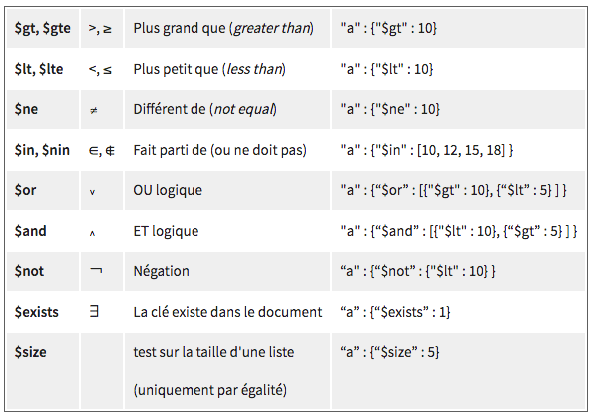 $gt, $gte >, ≥ Plus grand que (greater than) "a" : {"$gt" : 10}
$lt, $lte <, ≤ Plus petit que (less than) "a" : {"$lt" : 10}
$ne ≠ Différent de (not equal) "a" : {"$ne" : 10}
$in, $nin ∈, ∉ Fait parti de (ou ne doit pas) "a" : {"$in" : [10, 12, 15, 18] }
$or v OU logique "a" : {“$or” : [{"$gt" : 10}, {“$lt” : 5} ] }
$and ʌ ET logique "a" : {“$and” : [{"$lt" : 10}, {“$gt” : 5} ] }
$not ¬ Négation “a” : {“$not” : {"$lt" : 10} }
$exists ∃ La clé existe dans le document “a” : {“$exists” : 1}
$size test sur la taille d'une liste “a” : {“$size” : 5}
(uniquement par égalité)